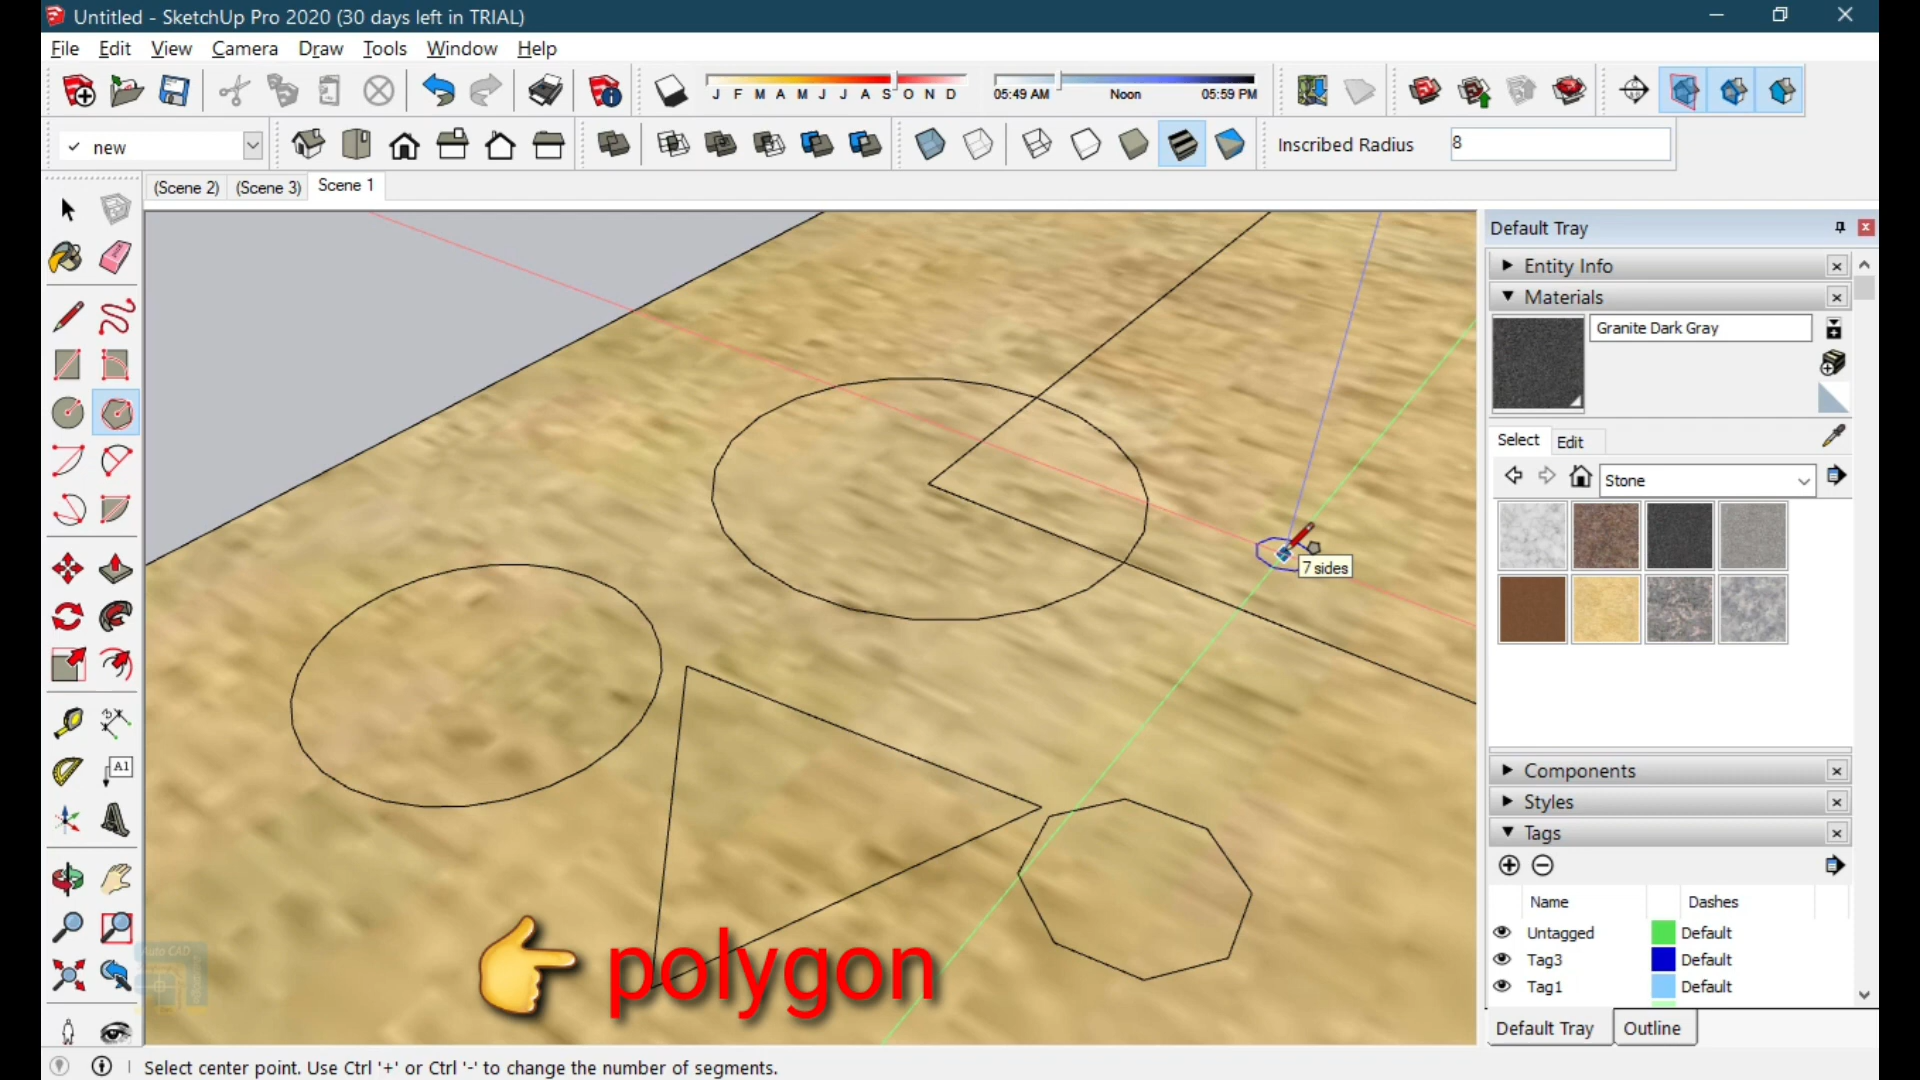 Untitled - SketchUp Pro 2020 (30 days left in TRIAL)
File Edit View Camera Draw Tools Window Help
J F M A M J J A S O N D
05:49 AM Noon 05:59 PM
new
Inscribed Radius 8
(Scene 2) (Scene 3) Scene 1
Default Tray
Entity Info
Materials
Granite Dark Gray
Select Edit
Stone
7 sides
A1
Components
Styles
Tags
Name Dashes
Untagged Default
Tag3 Default
Tag1 Default
polygon
Auto CAD
Default Tray Outline
Select center point. Use Ctrl '+' or Ctrl '-' to change the number of segments.